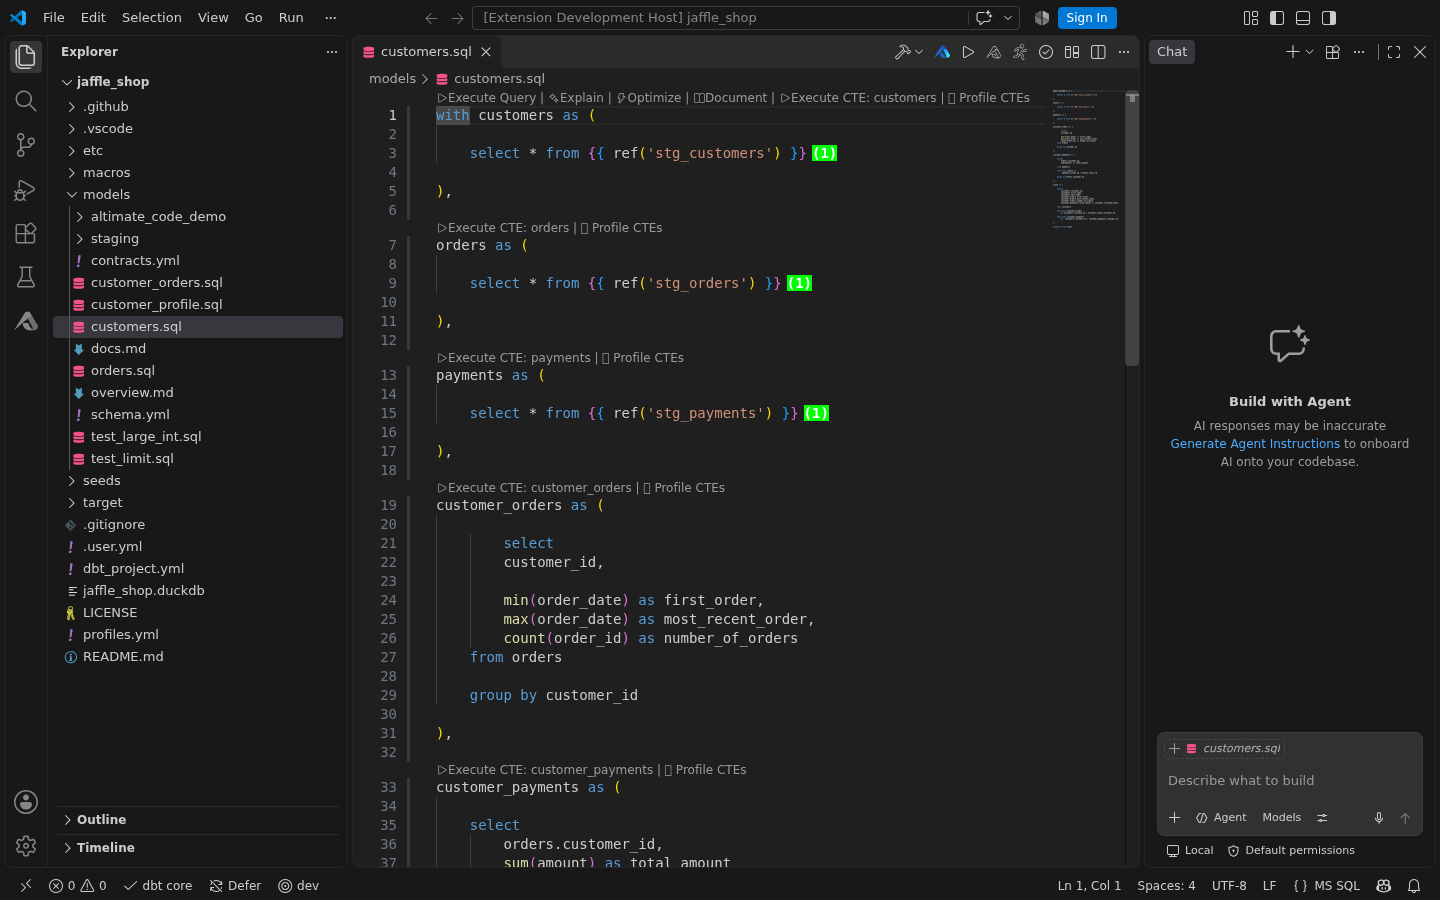 File Edit Selection View Go Run ···
[Extension Development Host] jaffle_shop
Sign In
Explorer
jaffle_shop
.github
.vscode
etc
macros
models
altimate_code_demo
staging
contracts.yml
customer_orders.sql
customer_profile.sql
customers.sql
docs.md
orders.sql
overview.md
schema.yml
test_large_int.sql
test_limit.sql
seeds
target
.gitignore
.user.yml
dbt_project.yml
jaffle_shop.duckdb
LICENSE
profiles.yml
README.md
Outline
Timeline
customers.sql
models > customers.sql
Execute Query | Explain | Optimize | Document | Execute CTE: customers | Profile CTEs
1 with customers as (
2
3 select * from {{ ref('stg_customers') }} (1)
4
5 ),
6
Execute CTE: orders | Profile CTEs
7 orders as (
8
9 select * from {{ ref('stg_orders') }} (1)
10
11 ),
12
Execute CTE: payments | Profile CTEs
13 payments as (
14
15 select * from {{ ref('stg_payments') }} (1)
16
17 ),
18
Execute CTE: customer_orders | Profile CTEs
19 customer_orders as (
20
21 select
22 customer_id,
23
24 min(order_date) as first_order,
25 max(order_date) as most_recent_order,
26 count(order_id) as number_of_orders
27 from orders
28
29 group by customer_id
30
31 ),
32
Execute CTE: customer_payments | Profile CTEs
33 customer_payments as (
34
35 select
36 orders.customer_id,
37 sum(amount) as total_amount
Chat
Build with Agent
AI responses may be inaccurate
Generate Agent Instructions to onboard
AI onto your codebase.
customers.sql
Describe what to build
Agent Models
Local Default permissions
0 0 dbt core Defer dev
Ln 1, Col 1 Spaces: 4 UTF-8 LF {} MS SQL